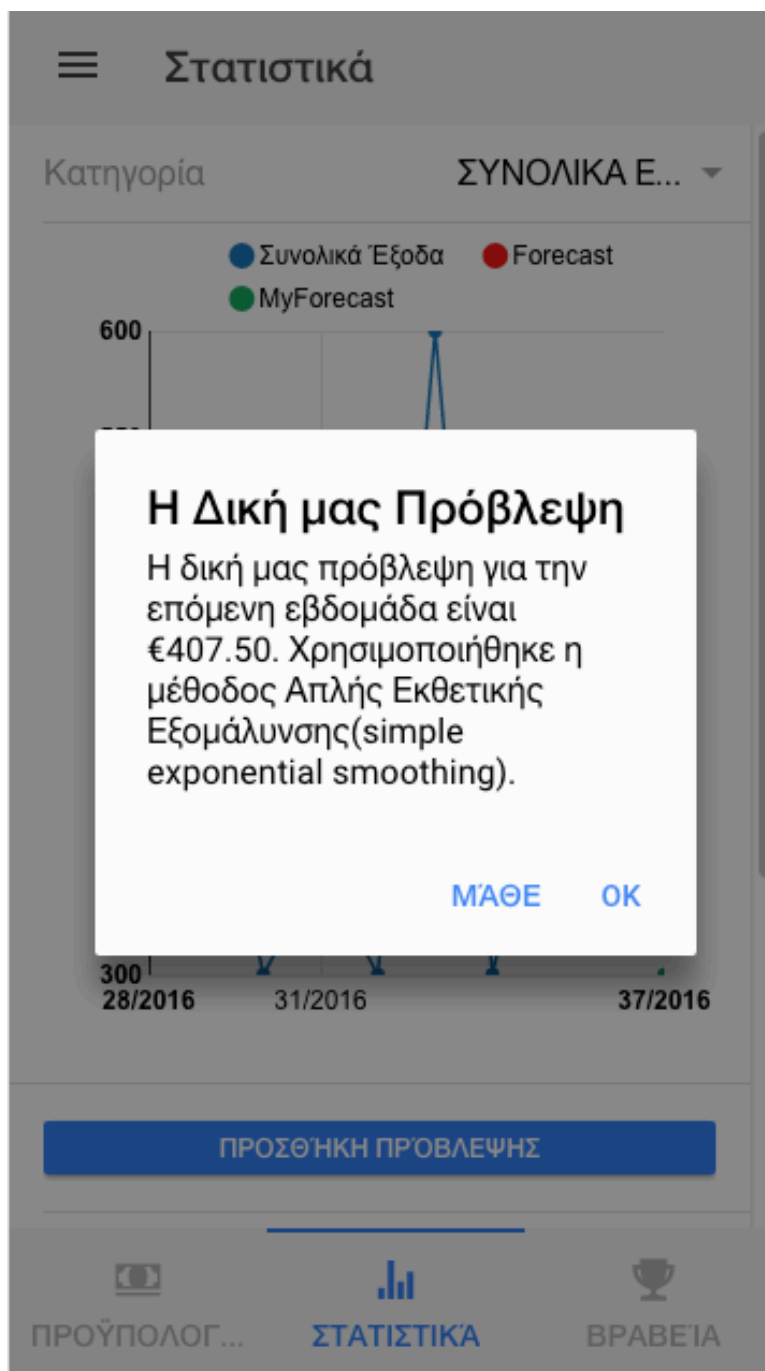 Στατιστικά
Κατηγορία ΣΥΝΟΛΙΚΑ Ε...
Συνολικά Έξοδα Forecast
MyForecast
600
Η Δική μας Πρόβλεψη
Η δική μας πρόβλεψη για την
επόμενη εβδομάδα είναι
€407.50. Χρησιμοποιήθηκε η
μέθοδος Απλής Εκθετικής
Εξομάλυνσης(simple
exponential smoothing).
ΜΆΘΕ ΟΚ
300
28/2016 31/2016 37/2016
ΠΡΟΣΘΉΚΗ ΠΡΌΒΛΕΨΗΣ
ΠΡΟΫΠΟΛΟΓ... ΣΤΑΤΙΣΤΙΚΆ ΒΡΑΒΕΊΑ